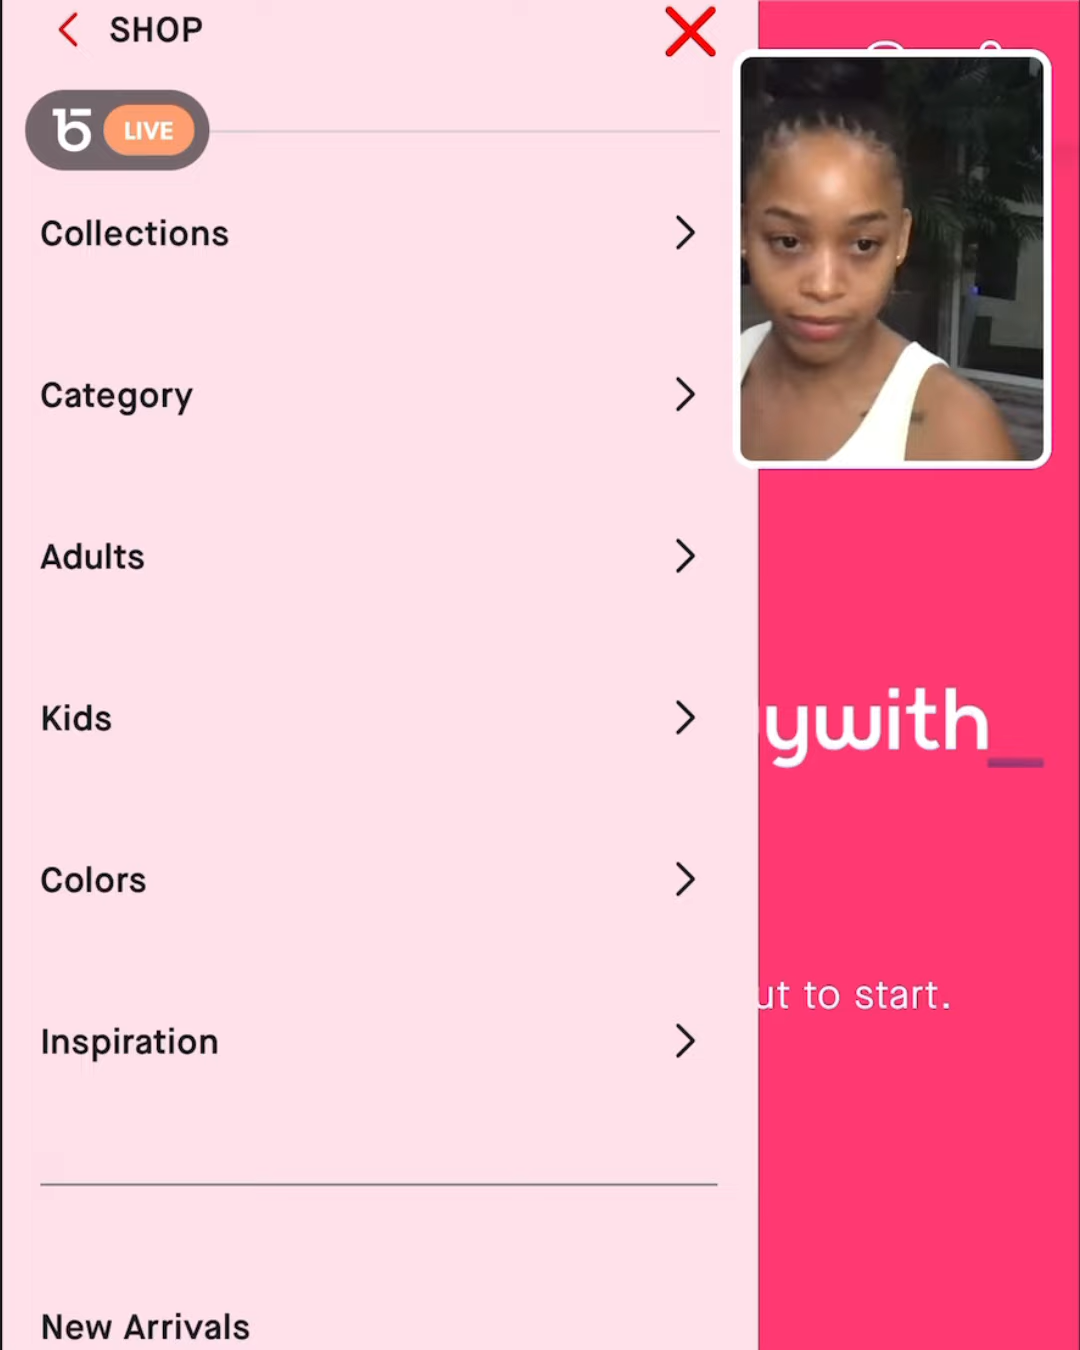 SHOP
LIVE
Collections
Category
Adults
Kids
ywith_
Colors
ut to start.
Inspiration
New Arrivals